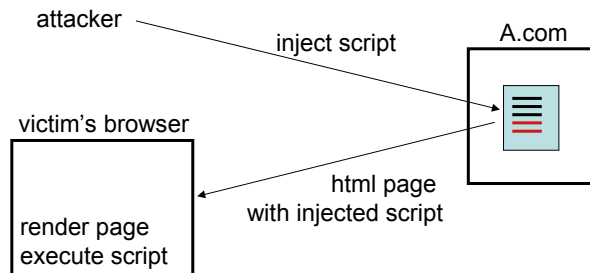 attacker
inject script
A.com
victim's browser
html page
with injected script
render page
execute script